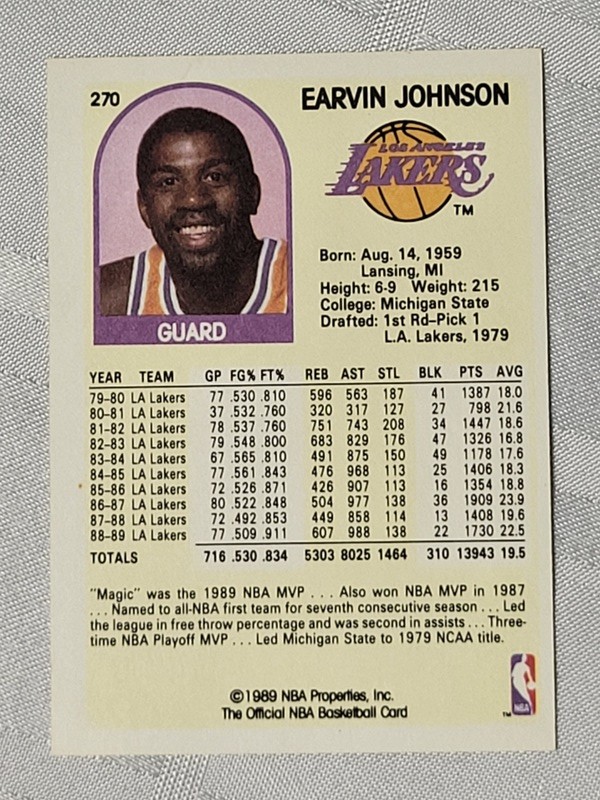 270
EARVIN JOHNSON
LOS ANGELES
LAKERS
TM
Born: Aug. 14, 1959
Lansing, MI
Height: 6-9 Weight: 215
College: Michigan State
Drafted: 1st Rd-Pick 1
L.A. Lakers, 1979
GUARD
YEAR TEAM GP FG% FT% REB AST STL BLK PTS AVG
79-80 LA Lakers 77 .530 .810 596 563 187 41 1387 18.0
80-81 LA Lakers 37 .532 .760 320 317 127 27 798 21.6
81-82 LA Lakers 78 .537 .760 751 743 208 34 1447 18.6
82-83 LA Lakers 79 .548 .800 683 829 176 47 1326 16.8
83-84 LA Lakers 67 .565 .810 491 875 150 49 1178 17.6
84-85 LA Lakers 77 .561 .843 476 968 113 25 1406 18.3
85-86 LA Lakers 72 .526 .871 426 907 113 16 1354 18.8
86-87 LA Lakers 80 .522 .848 504 977 138 36 1909 23.9
87-88 LA Lakers 72 .492 .853 449 858 114 13 1408 19.6
88-89 LA Lakers 77 .509 .911 607 988 138 22 1730 22.5
TOTALS 716 .530 .834 5303 8025 1464 310 13943 19.5
"Magic" was the 1989 NBA MVP . . . Also won NBA MVP in 1987
. . . Named to all-NBA first team for seventh consecutive season . . . Led
the league in free throw percentage and was second in assists . . . Three-
time NBA Playoff MVP . . . Led Michigan State to 1979 NCAA title.
©1989 NBA Properties, Inc.
The Official NBA Basketball Card
TM
NBA